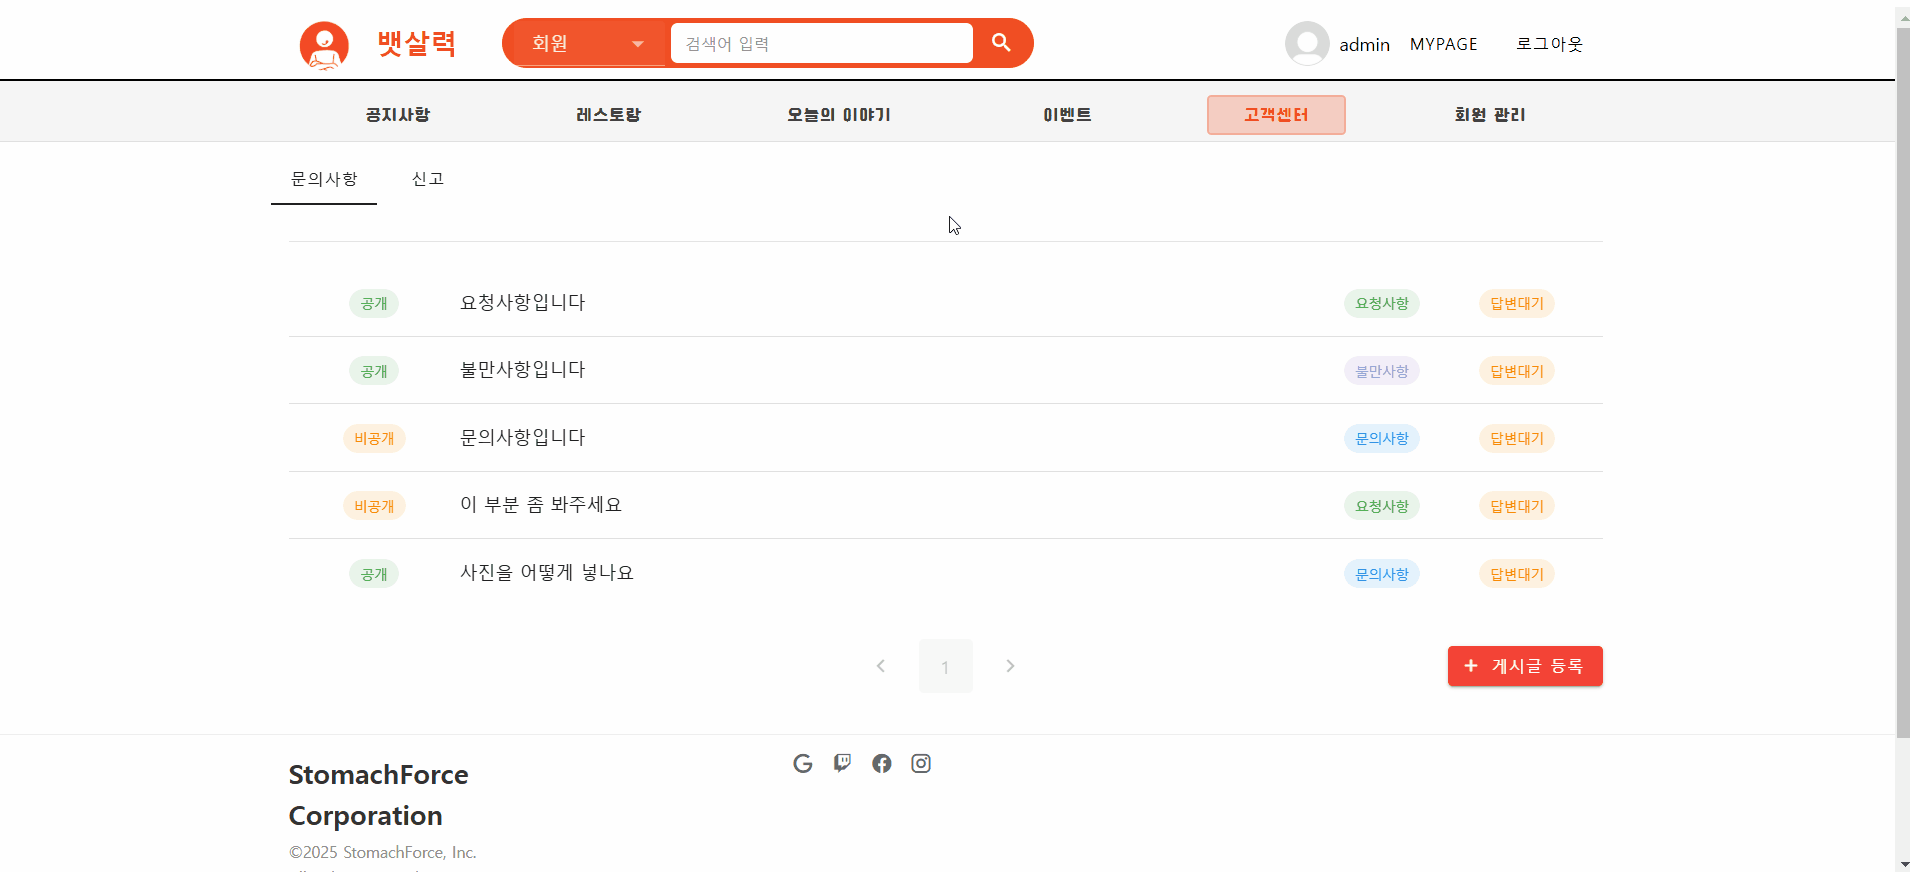 뱃살력 회원 검색어 입력 admin MYPAGE 로그아웃
공지사항 레스토랑 오늘의 이야기 이벤트 고객센터 회원 관리
문의사항 신고
공개 요청사항입니다 요청사항 답변대기
공개 불만사항입니다 불만사항 답변대기
비공개 문의사항입니다 문의사항 답변대기
비공개 이 부분 좀 봐주세요 요청사항 답변대기
공개 사진을 어떻게 넣나요 문의사항 답변대기
1 + 게시글 등록
StomachForce
Corporation
©2025 StomachForce, Inc.